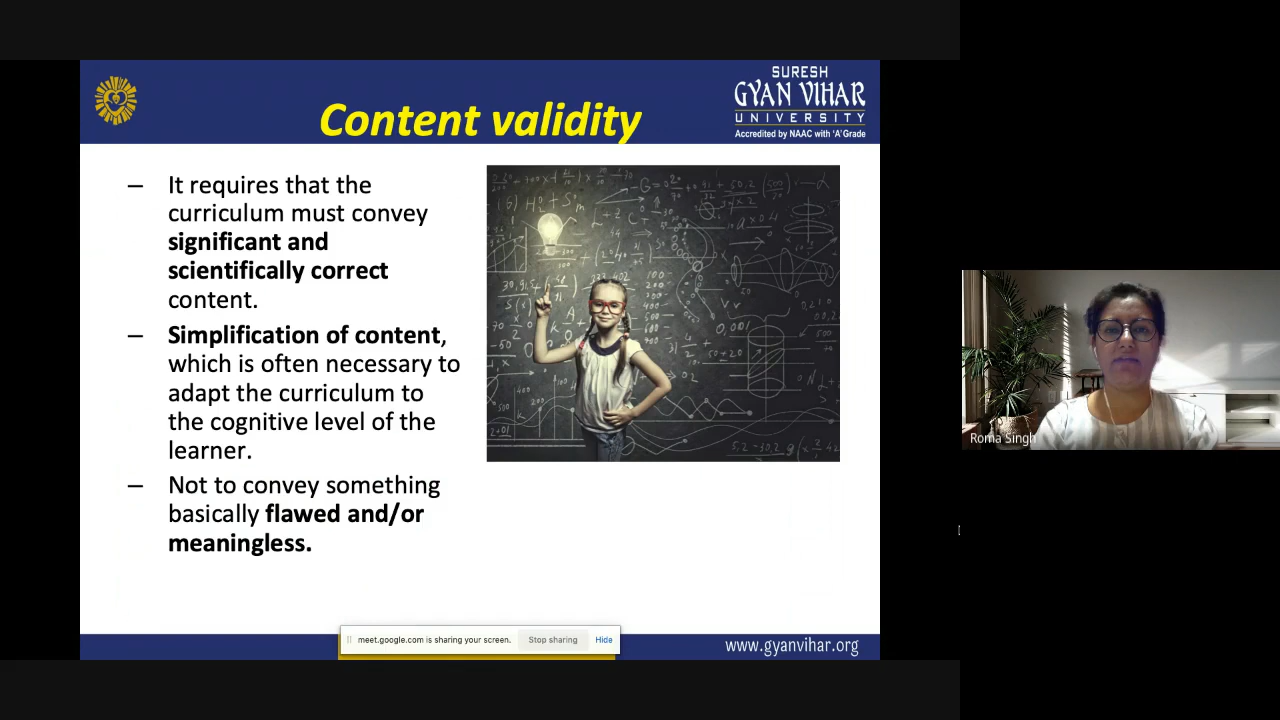 SURESH
GYAN VIHAR
UNIVERSITY
Accredited by NAAC with 'A' Grade
Content validity
– It requires that the
curriculum must convey
significant and
scientifically correct
content.
– Simplification of content,
which is often necessary to
adapt the curriculum to
the cognitive level of the
learner.
– Not to convey something
basically flawed and/or
meaningless.
Roma Singh
meet.google.com is sharing your screen. Stop sharing Hide
www.gyanvihar.org